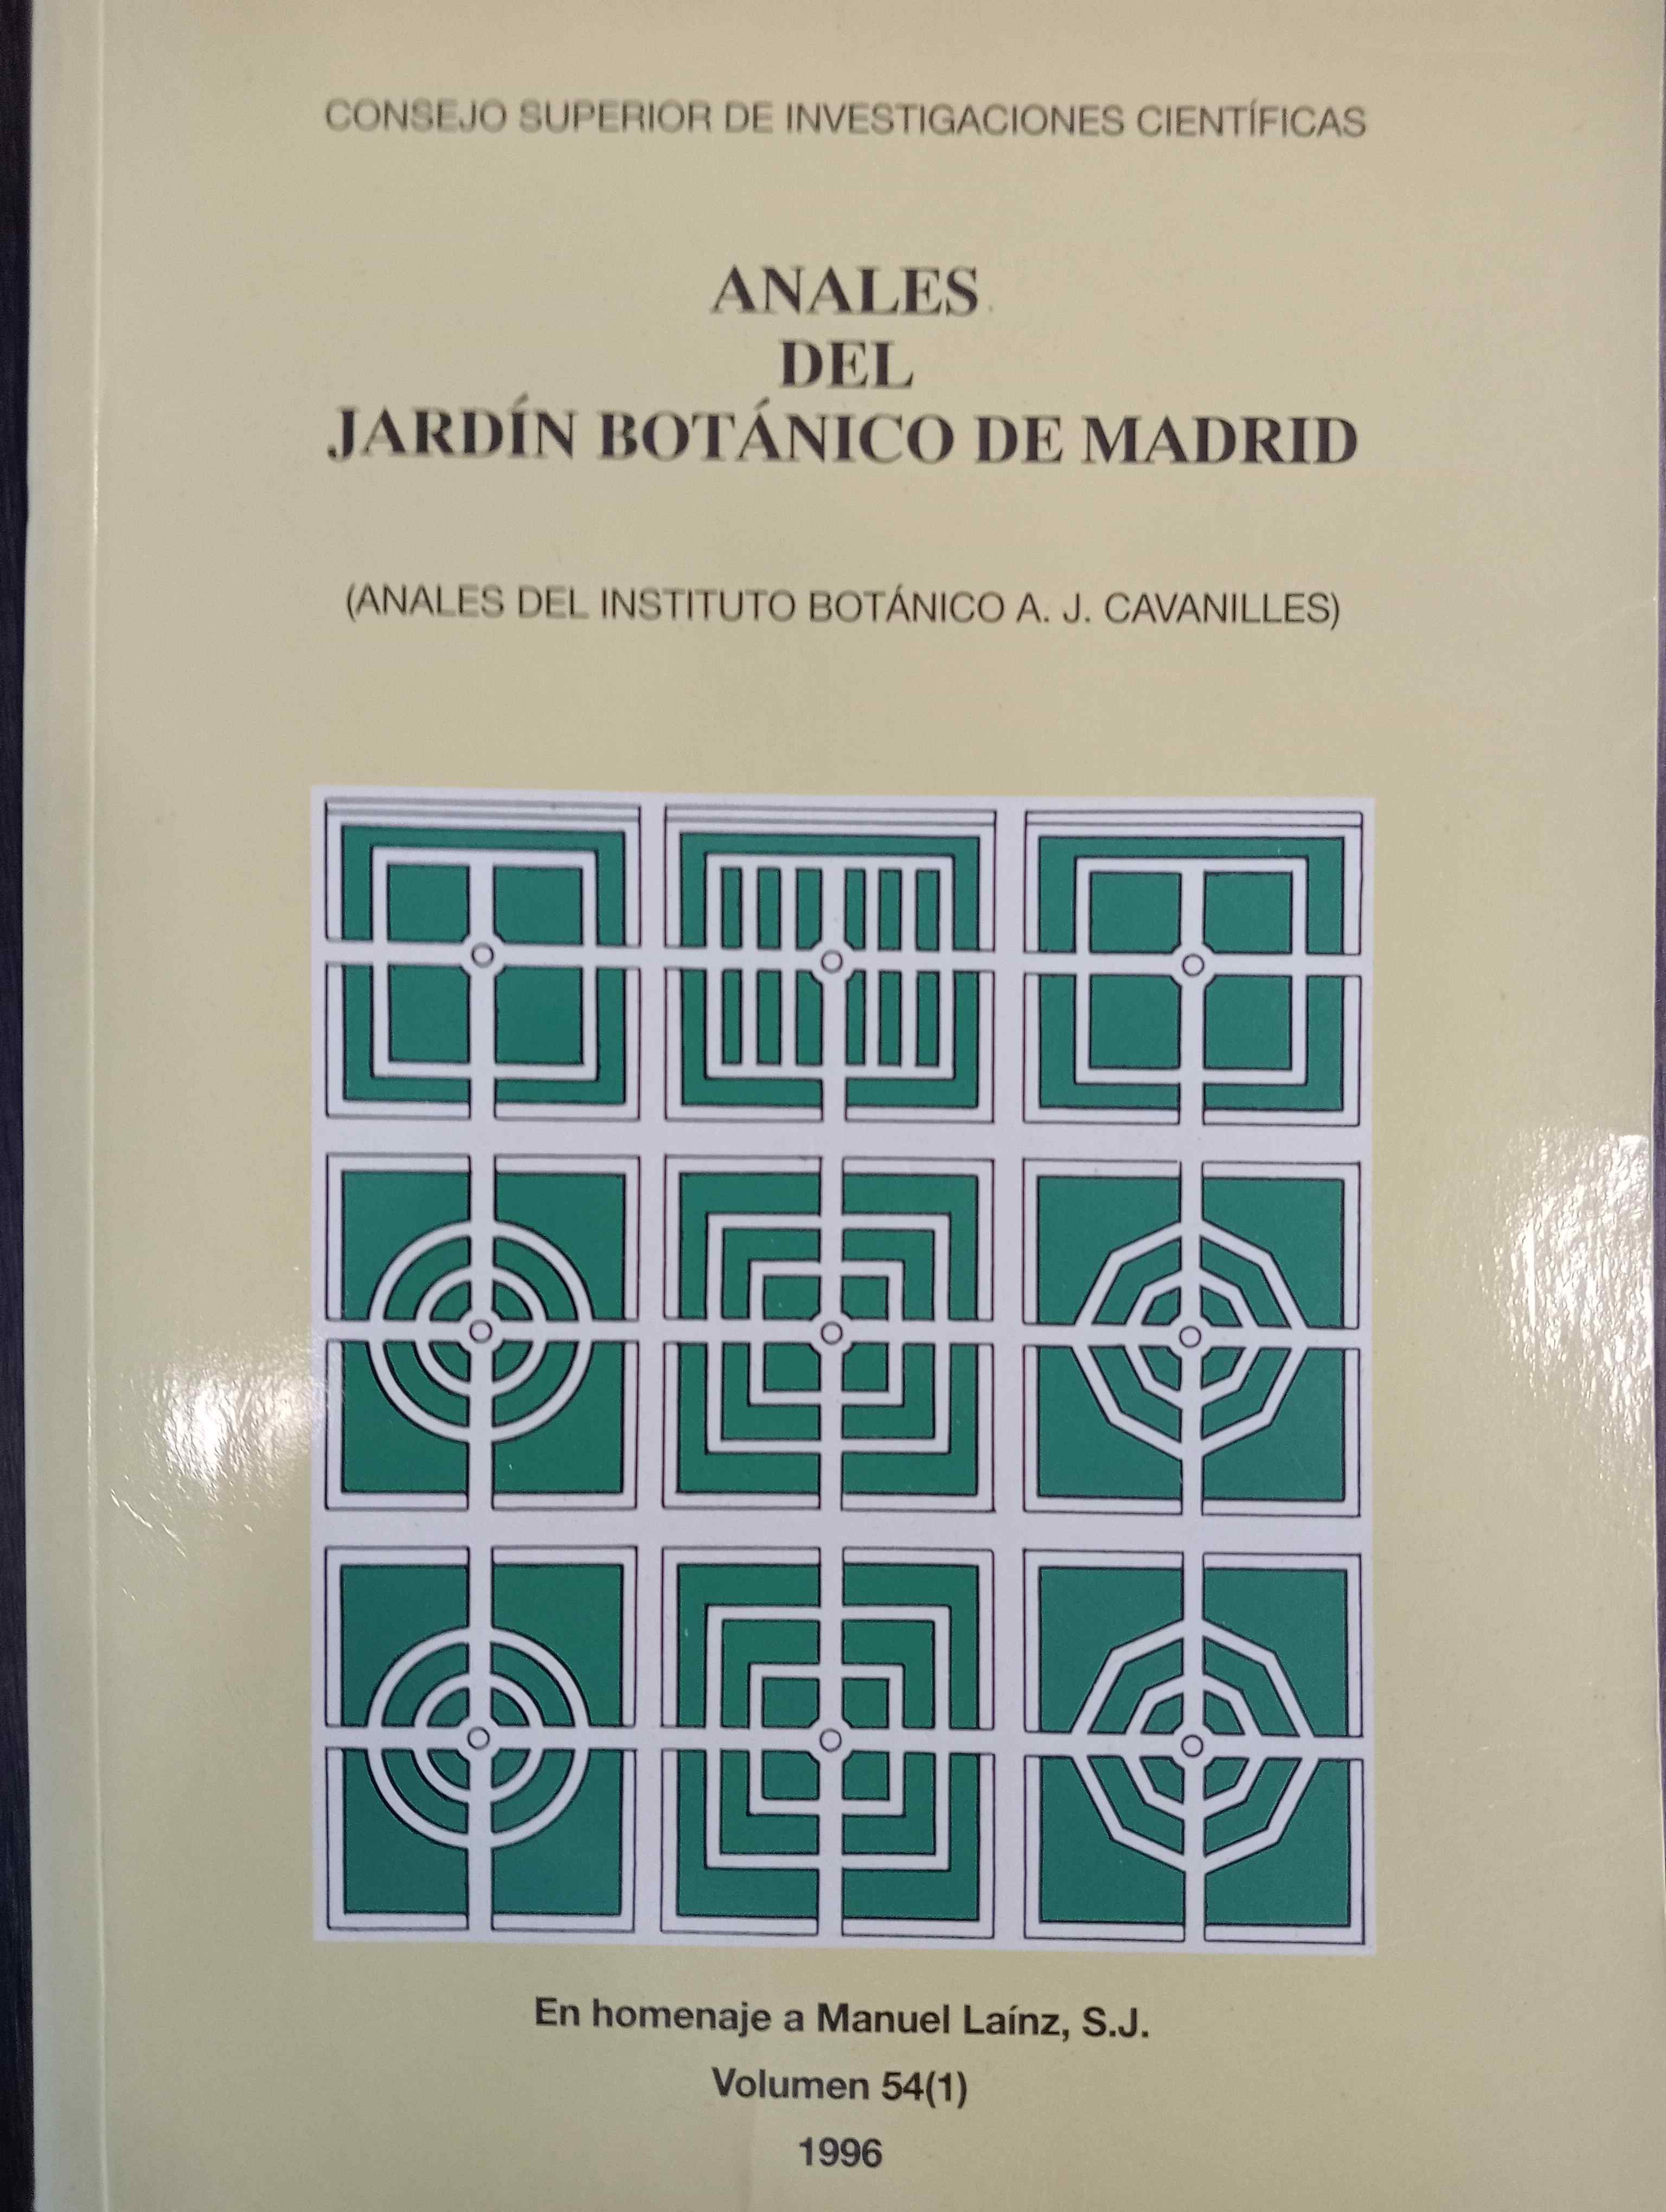 CONSEJO SUPERIOR DE INVESTIGACIONES CIENTÍFICAS
ANALES
DEL
JARDÍN BOTÁNICO DE MADRID
(ANALES DEL INSTITUTO BOTÁNICO A. J. CAVANILLES)
En homenaje a Manuel Laínz, S.J.
Volumen 54(1)
1996